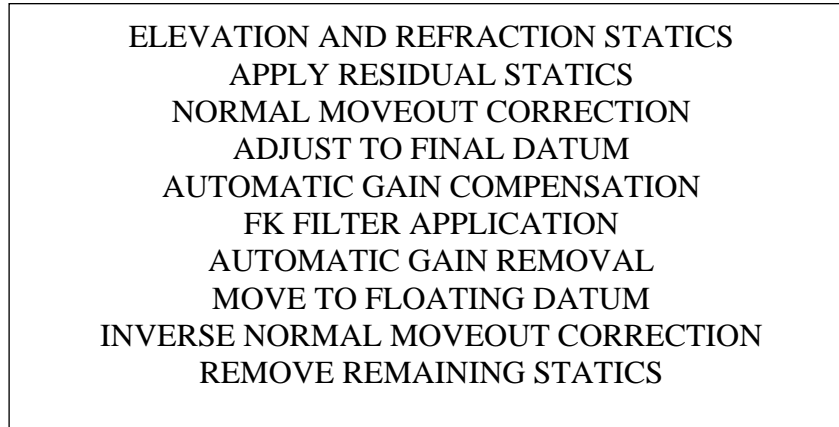 ELEVATION AND REFRACTION STATICS
APPLY RESIDUAL STATICS
NORMAL MOVEOUT CORRECTION
ADJUST TO FINAL DATUM
AUTOMATIC GAIN COMPENSATION
FK FILTER APPLICATION
AUTOMATIC GAIN REMOVAL
MOVE TO FLOATING DATUM
INVERSE NORMAL MOVEOUT CORRECTION
REMOVE REMAINING STATICS